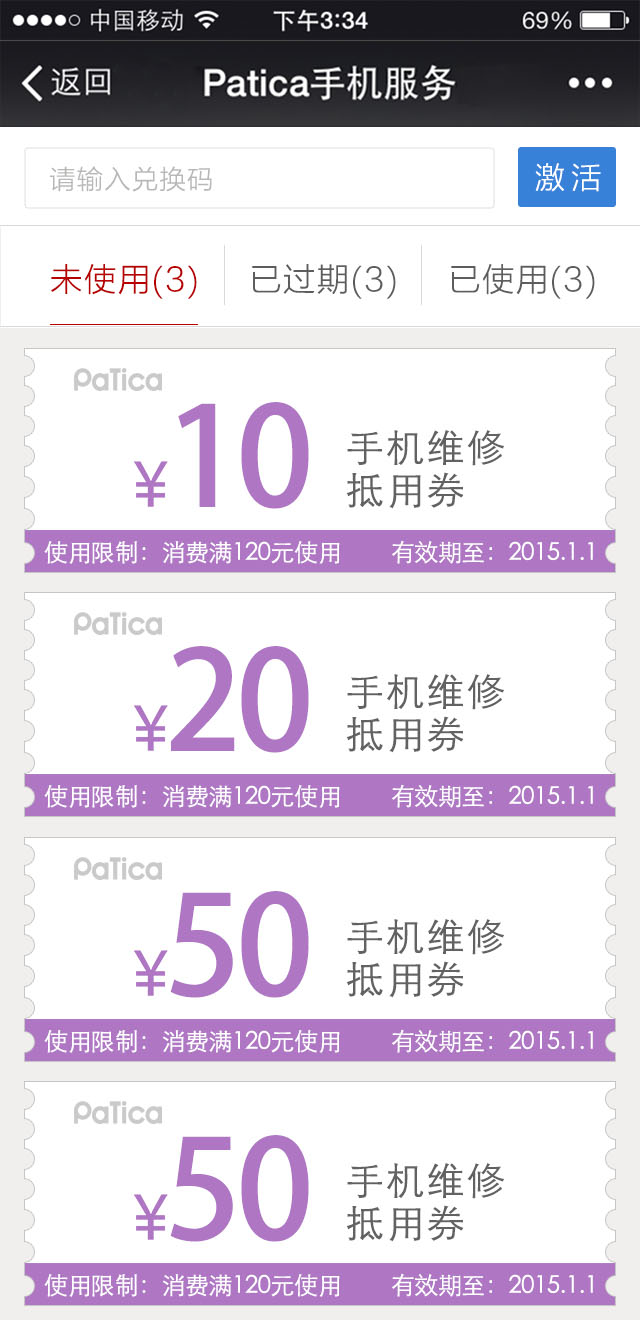 中国移动 下午3:34 69%
返回 Patica手机服务
请输入兑换码 激活
未使用(3) 已过期(3) 已使用(3)
PaTica
¥10 手机维修
抵用券
使用限制：消费满120元使用 有效期至：2015.1.1
PaTica
¥20 手机维修
抵用券
使用限制：消费满120元使用 有效期至：2015.1.1
PaTica
¥50 手机维修
抵用券
使用限制：消费满120元使用 有效期至：2015.1.1
PaTica
¥50 手机维修
抵用券
使用限制：消费满120元使用 有效期至：2015.1.1